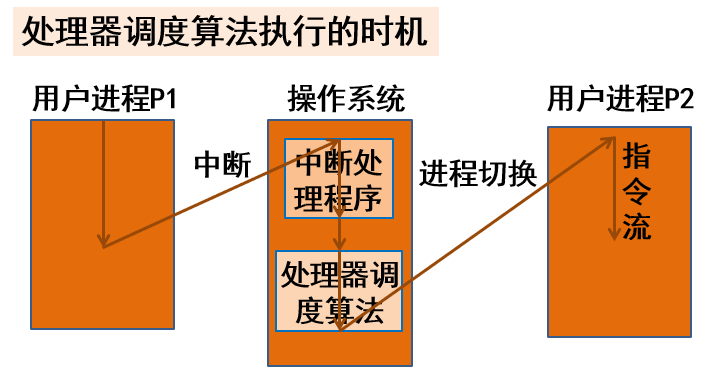 处理器调度算法执行的时机
用户进程P1
操作系统
用户进程P2
中断
中断处
理程序
进程切换
指
令
流
处理器调
度算法